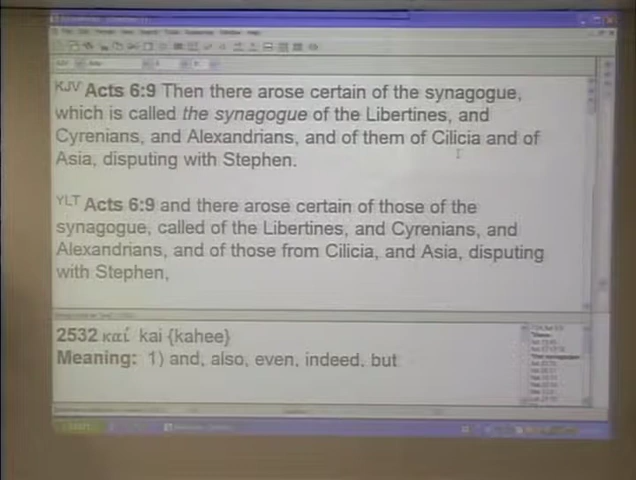 KJV Acts 6:9 Then there arose certain of the synagogue,
which is called the synagogue of the Libertines, and
Cyrenians, and Alexandrians, and of them of Cilicia and of
Asia, disputing with Stephen.
YLT Acts 6:9 and there arose certain of those of the
synagogue, called of the Libertines, and Cyrenians, and
Alexandrians, and of those from Cilicia, and Asia, disputing
with Stephen,
2532 καί kai {kahee}
Meaning: 1) and, also, even, indeed, but